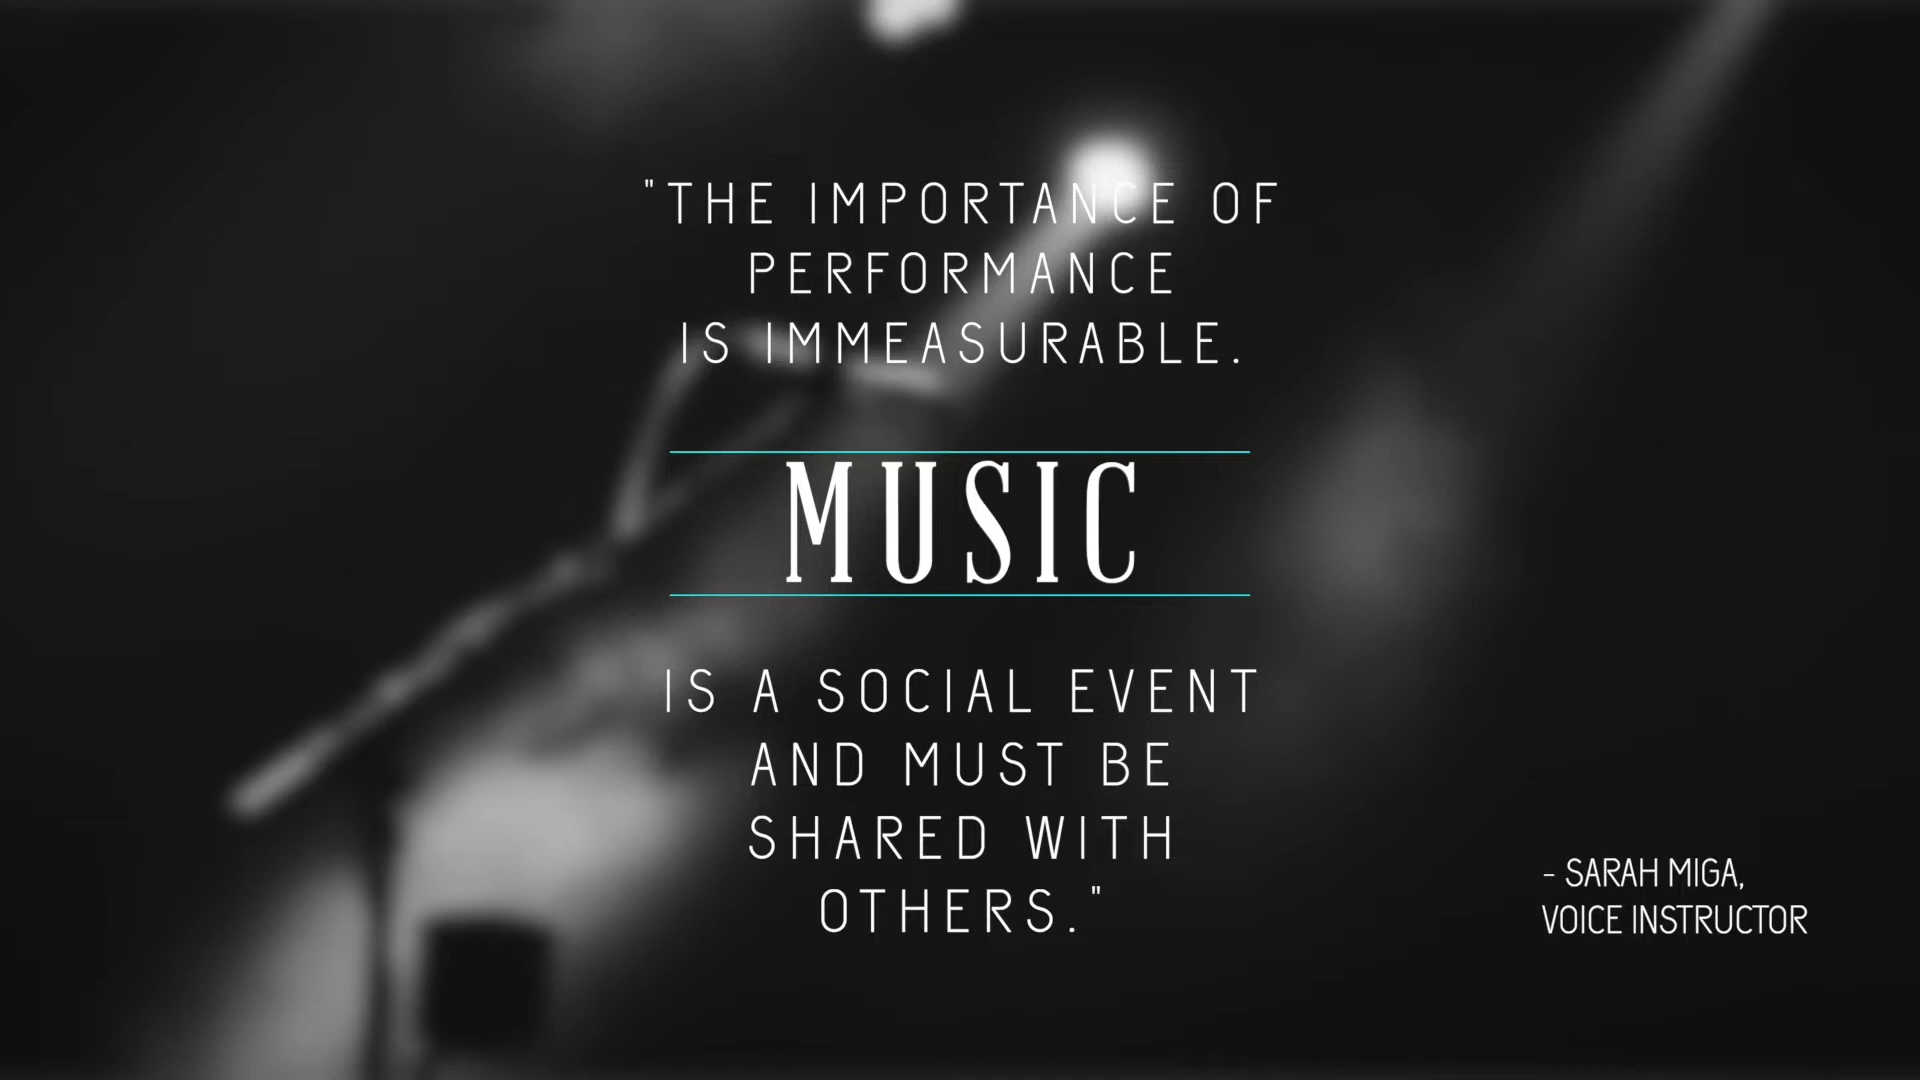 "THE IMPORTANCE OF
PERFORMANCE
IS IMMEASURABLE.
MUSIC
IS A SOCIAL EVENT
AND MUST BE
SHARED WITH
OTHERS."
- SARAH MIGA,
VOICE INSTRUCTOR